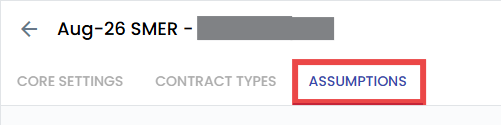 Aug-26 SMER -
CORE SETTINGS CONTRACT TYPES ASSUMPTIONS